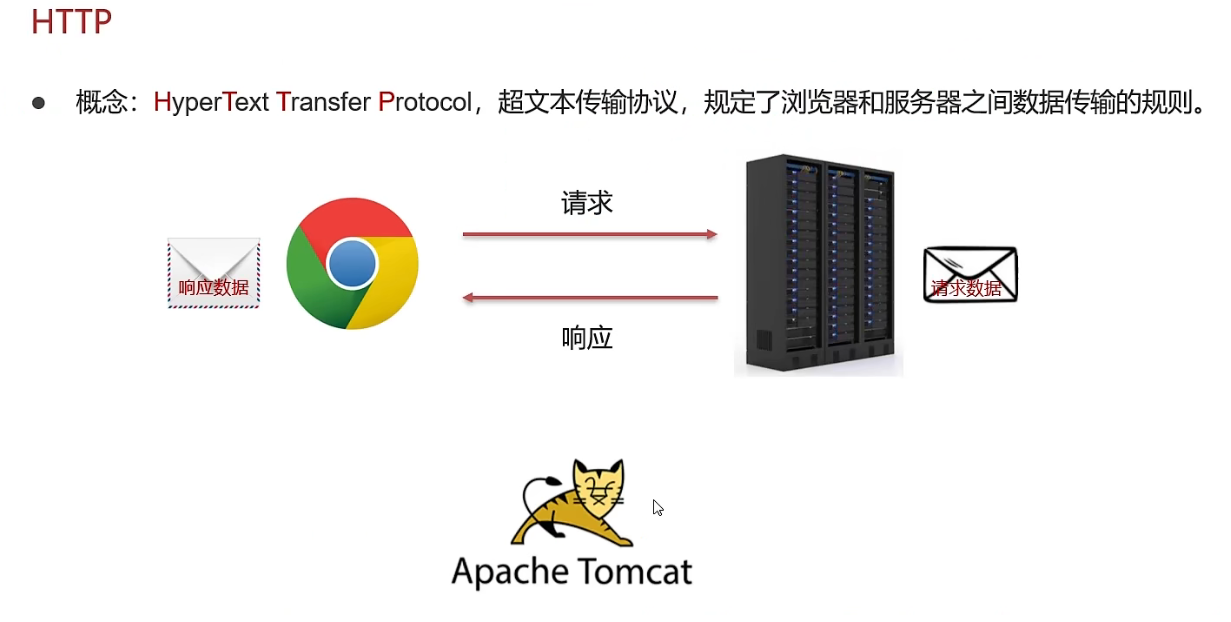 HTTP
● 概念：HyperText Transfer Protocol，超文本传输协议，规定了浏览器和服务器之间数据传输的规则。
请求
响应数据
请求数据
响应
Apache Tomcat